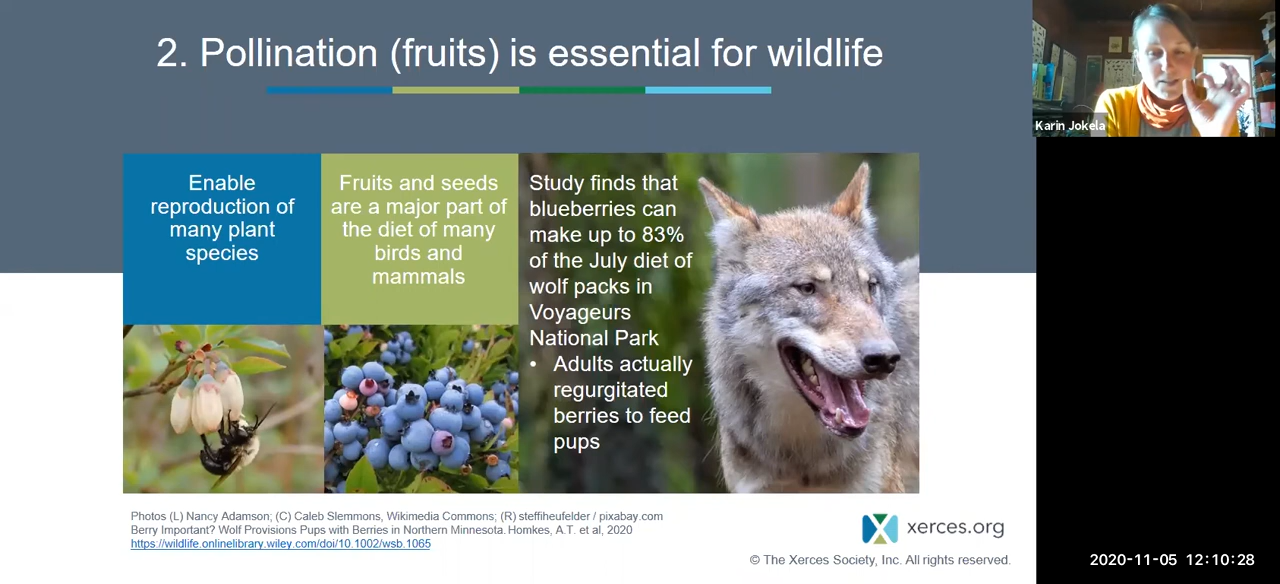 2. Pollination (fruits) is essential for wildlife
Karin Jokela
Enable
reproduction of
many plant
species
Fruits and seeds
are a major part of
the diet of many
birds and
mammals
Study finds that
blueberries can
make up to 83%
of the July diet of
wolf packs in
Voyageurs
National Park
• Adults actually
regurgitated
berries to feed
pups
Photos (L) Nancy Adamson; (C) Caleb Slemmons, Wikimedia Commons; (R) steffiheufelder / pixabay.com
Berry Important? Wolf Provisions Pups with Berries in Northern Minnesota. Homkes, A.T. et al, 2020
https://wildlife.onlinelibrary.wiley.com/doi/10.1002/wsb.1065
xerces.org
© The Xerces Society, Inc. All rights reserved.
2020-11-05 12:10:28